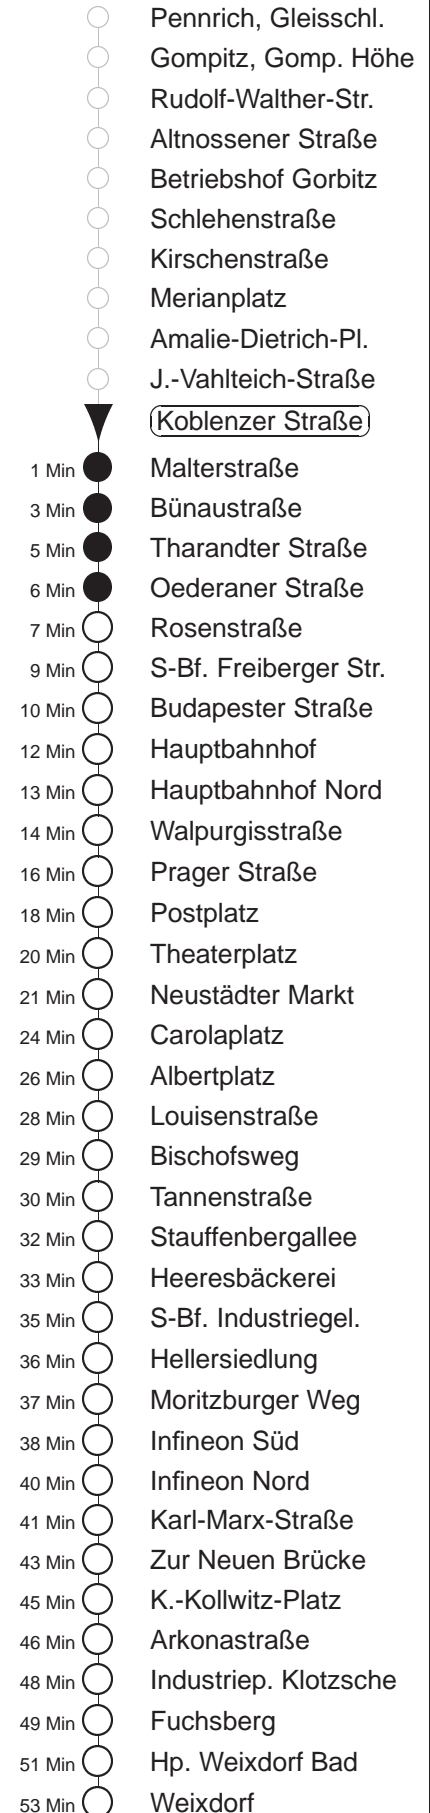 Pennrich, Gleisschl.
Gompitz, Gomp. Höhe
Rudolf-Walther-Str.
Altnossener Straße
Betriebshof Gorbitz
Schlehenstraße
Kirschenstraße
Merianplatz
Amalie-Dietrich-Pl.
J.-Vahlteich-Straße
Koblenzer Straße
1 Min Malterstraße
3 Min Bünaustraße
5 Min Tharandter Straße
6 Min Oederaner Straße
7 Min Rosenstraße
9 Min S-Bf. Freiberger Str.
10 Min Budapester Straße
12 Min Hauptbahnhof
13 Min Hauptbahnhof Nord
14 Min Walpurgisstraße
16 Min Prager Straße
18 Min Postplatz
20 Min Theaterplatz
21 Min Neustädter Markt
24 Min Carolaplatz
26 Min Albertplatz
28 Min Louisenstraße
29 Min Bischofsweg
30 Min Tannenstraße
32 Min Stauffenbergallee
33 Min Heeresbäckerei
35 Min S-Bf. Industriegel.
36 Min Hellersiedlung
37 Min Moritzburger Weg
38 Min Infineon Süd
40 Min Infineon Nord
41 Min Karl-Marx-Straße
43 Min Zur Neuen Brücke
45 Min K.-Kollwitz-Platz
46 Min Arkonastraße
48 Min Industriep. Klotzsche
49 Min Fuchsberg
51 Min Hp. Weixdorf Bad
53 Min Weixdorf